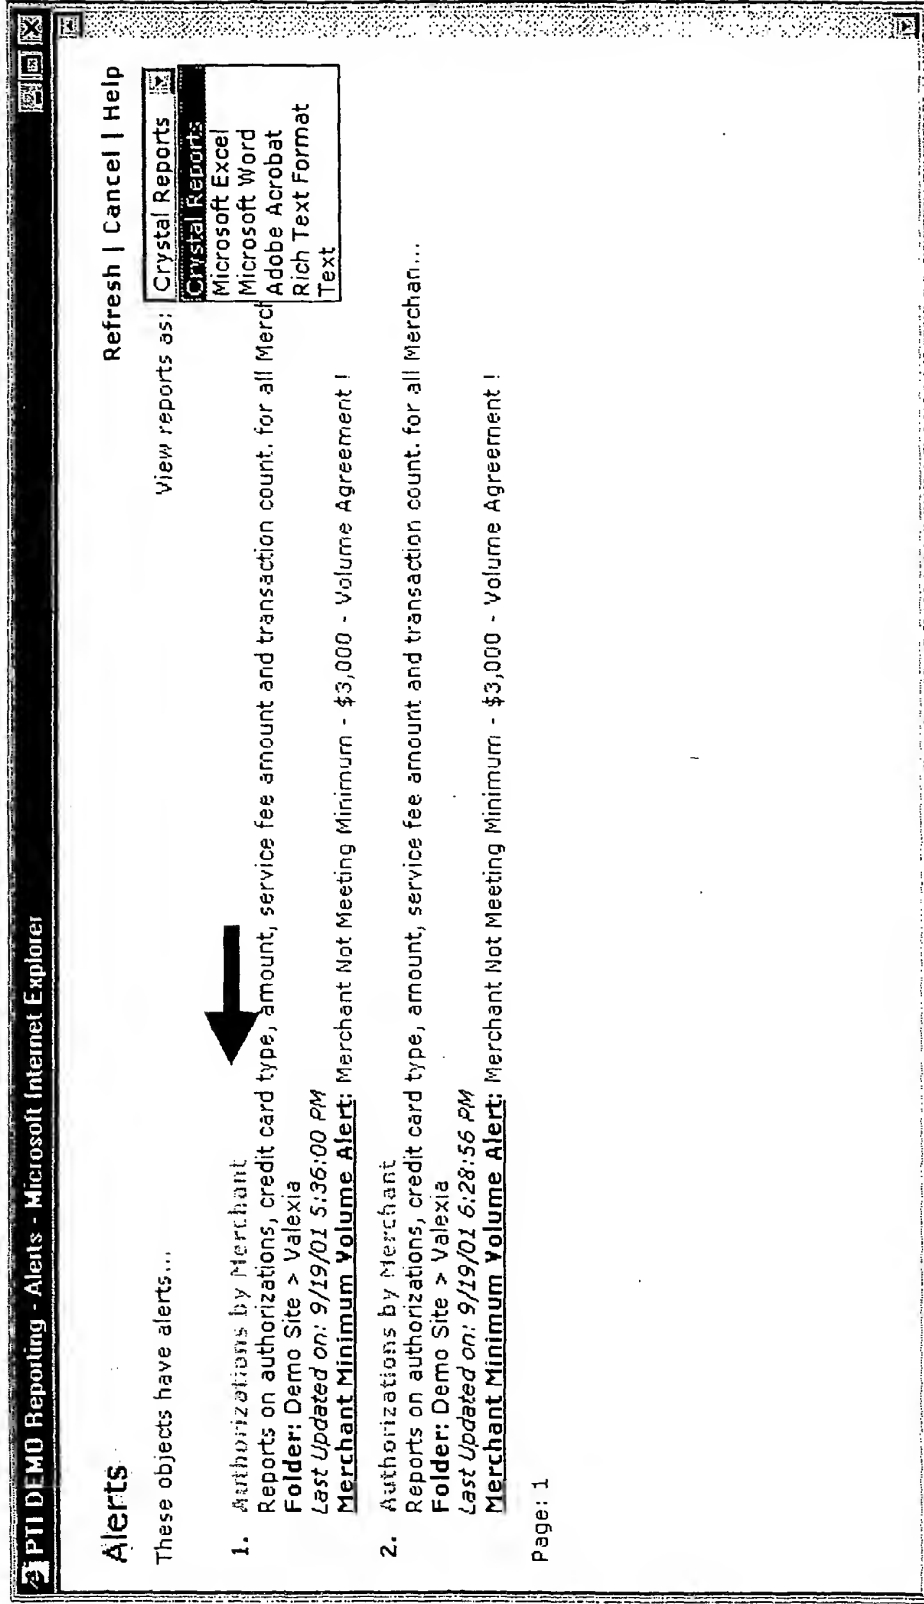 PTI DEMO Reporting - Alerts - Microsoft Internet Explorer
Alerts
Refresh | Cancel | Help
These objects have alerts...
View reports as: Crystal Reports
Crystal Reports
Microsoft Excel
Microsoft Word
Adobe Acrobat
Rich Text Format
Text
1. Authorizations by Merchant
Reports on authorizations, credit card type, amount, service fee amount and transaction count. for all Merch
Folder: Demo Site > Valexia
Last Updated on: 9/19/01 5:36:00 PM
Merchant Minimum Volume Alert: Merchant Not Meeting Minimum - $3,000 - Volume Agreement !
2. Authorizations by Merchant
Reports on authorizations, credit card type, amount, service fee amount and transaction count. for all Merchan...
Folder: Demo Site > Valexia
Last Updated on: 9/19/01 6:28:56 PM
Merchant Minimum Volume Alert: Merchant Not Meeting Minimum - $3,000 - Volume Agreement !
Page: 1